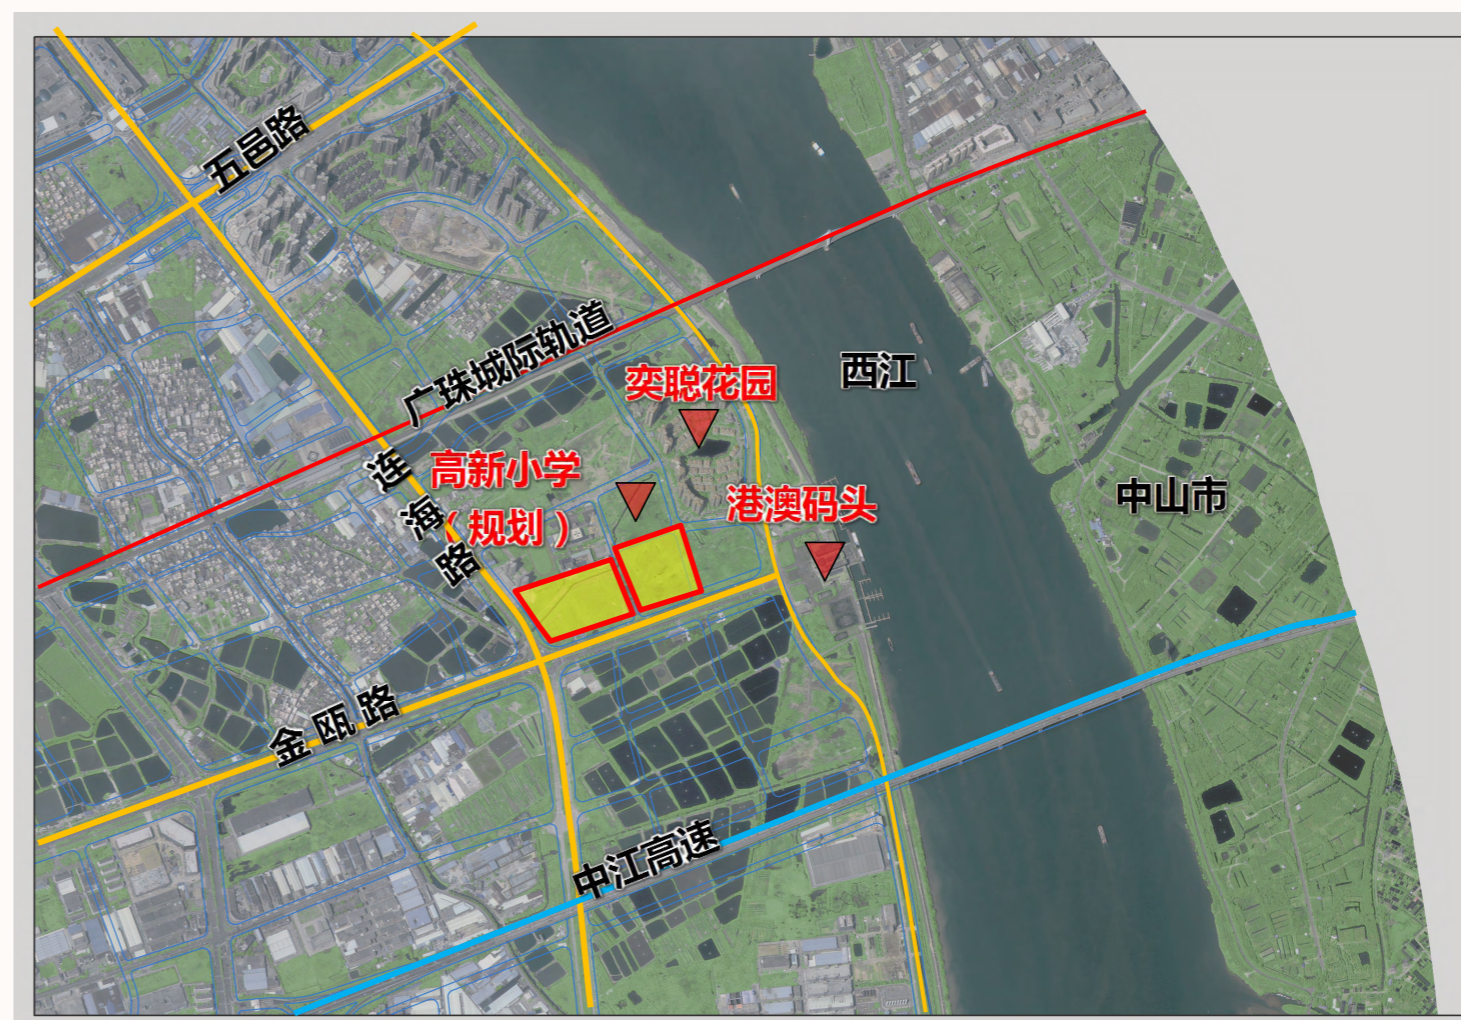 五邑路
广珠城际轨道
奕聪花园
西江
连海路
高新小学
（规划）
港澳码头
中山市
金瓯路
中江高速